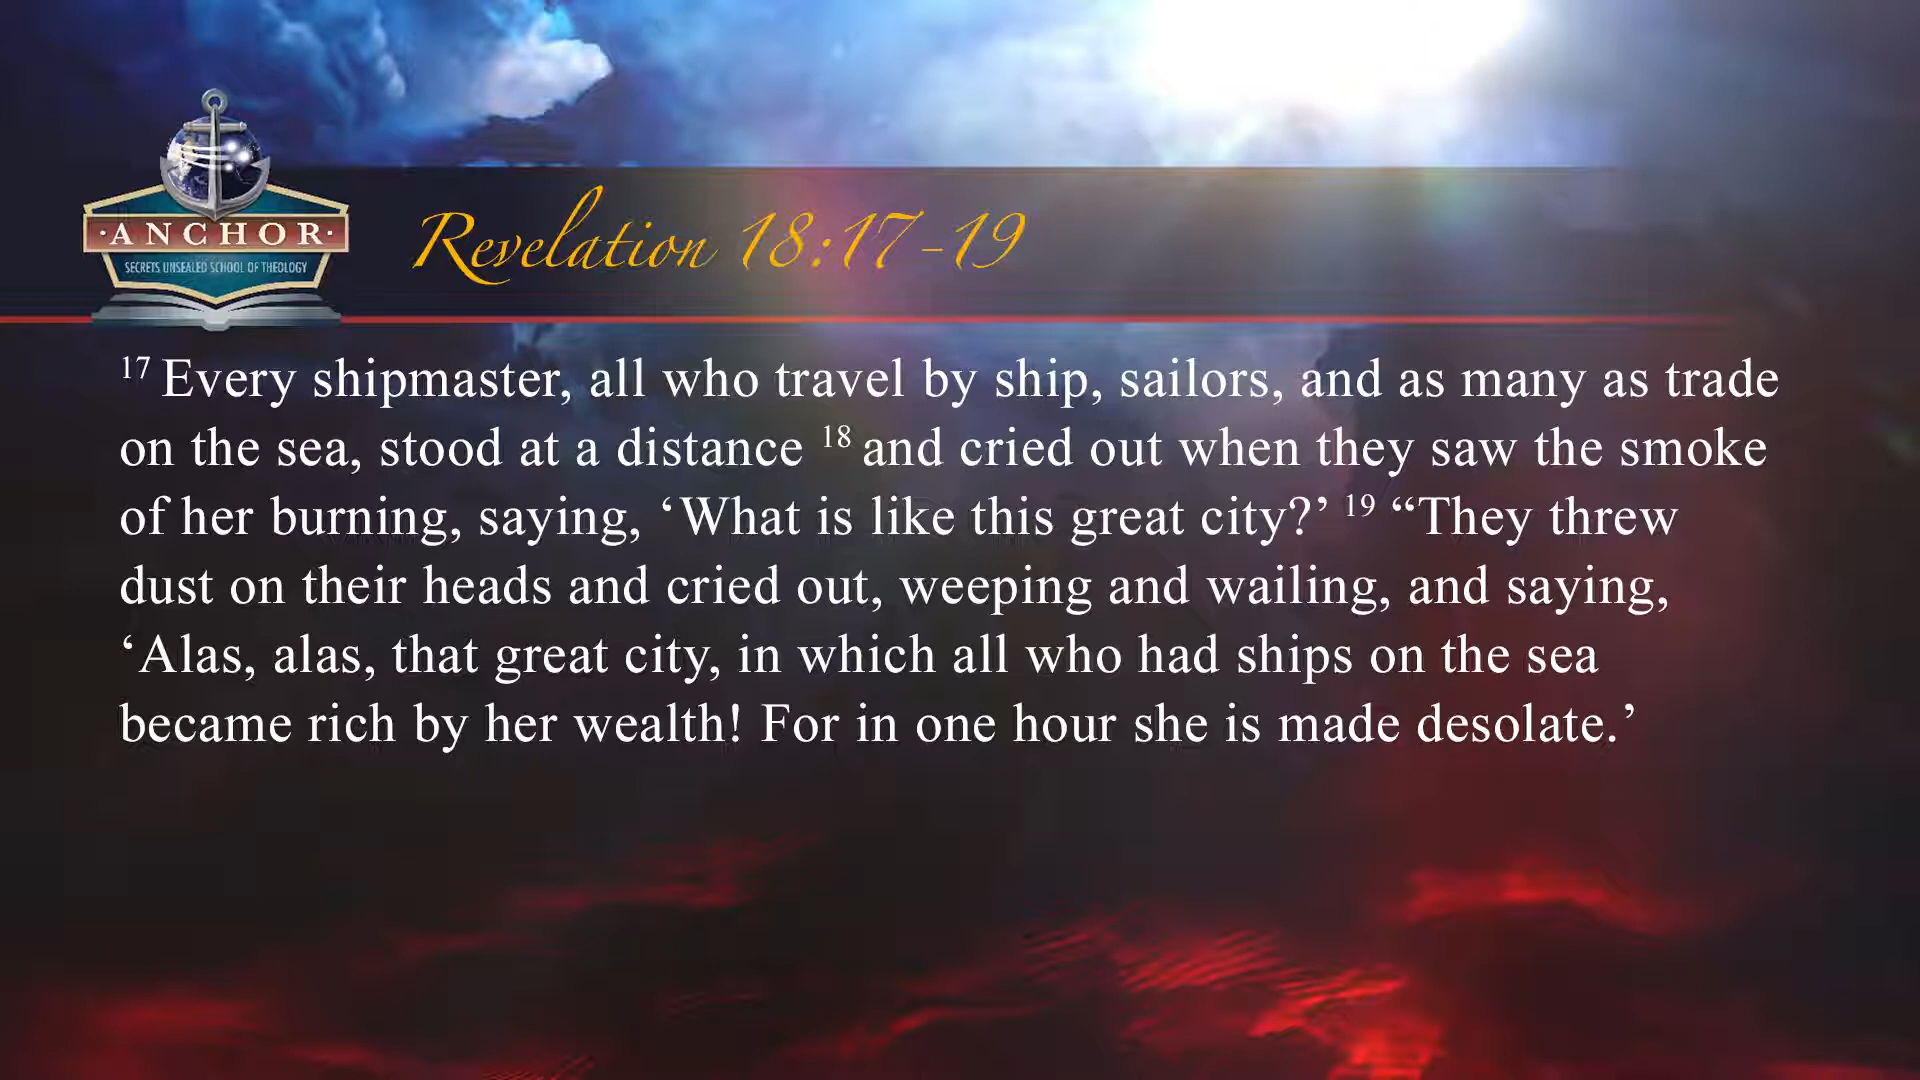 ·ANCHOR·
SECRETS UNSEALED SCHOOL OF THEOLOGY
Revelation 18:17-19
17 Every shipmaster, all who travel by ship, sailors, and as many as trade
on the sea, stood at a distance 18 and cried out when they saw the smoke
of her burning, saying, ‘What is like this great city?’ 19 “They threw
dust on their heads and cried out, weeping and wailing, and saying,
‘Alas, alas, that great city, in which all who had ships on the sea
became rich by her wealth! For in one hour she is made desolate.’